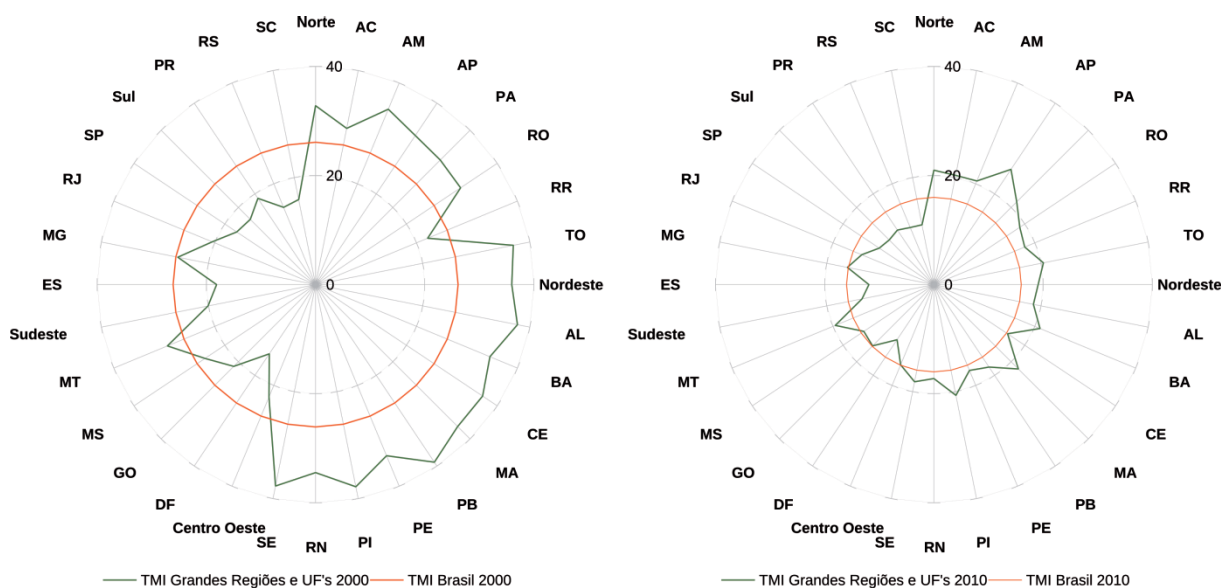 Norte
AC
AM
AP
PA
RO
RR
TO
Nordeste
AL
BA
CE
MA
PB
PE
PI
RN
SE
Centro Oeste
DF
GO
MS
MT
Sudeste
ES
MG
RJ
SP
Sul
PR
RS
SC
40
20
0
TMI Grandes Regiões e UF's 2000
TMI Brasil 2000
Norte
AC
AM
AP
PA
RO
RR
TO
Nordeste
AL
BA
CE
MA
PB
PE
PI
RN
SE
Centro Oeste
DF
GO
MS
MT
Sudeste
ES
MG
RJ
SP
Sul
PR
RS
SC
40
20
0
TMI Grandes Regiões e UF's 2010
TMI Brasil 2010